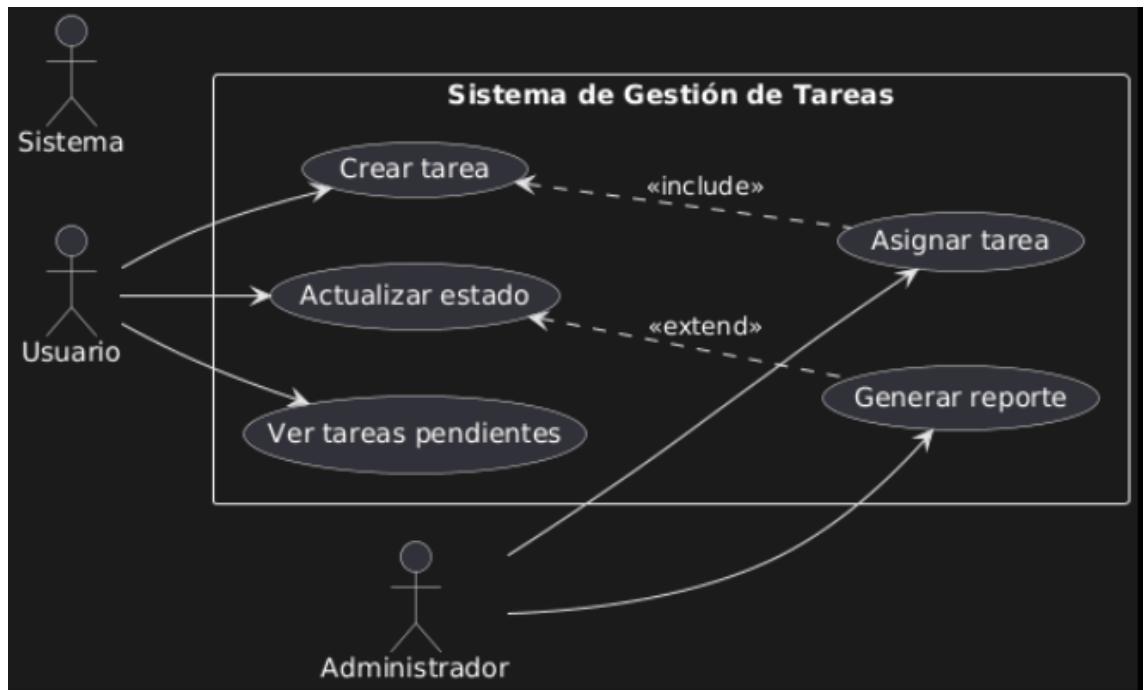 Sistema
Sistema de Gestión de Tareas
Crear tarea
«include»
Asignar tarea
Usuario
Actualizar estado
«extend»
Generar reporte
Ver tareas pendientes
Administrador